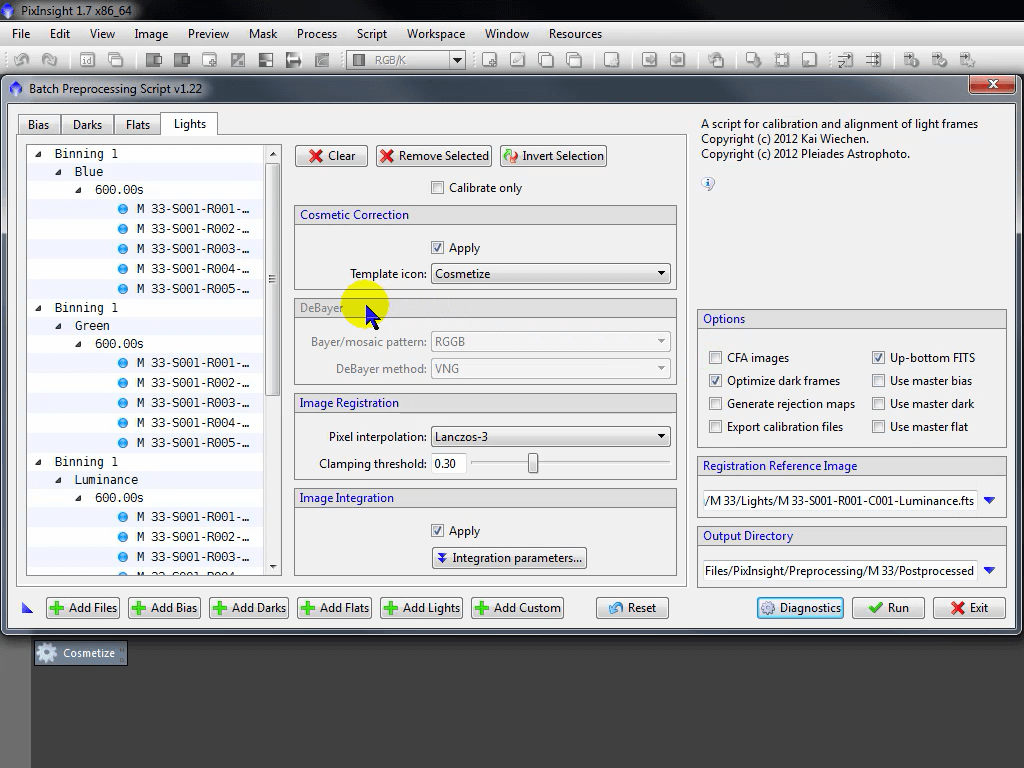 PixInsight 1.7 x86_64
File Edit View Image Preview Mask Process Script Workspace Window Resources
RGB/K
Batch Preprocessing Script v1.22
Bias Darks Flats Lights
Binning 1
Blue
600.00s
M 33-S001-R001-...
M 33-S001-R002-...
M 33-S001-R003-...
M 33-S001-R004-...
M 33-S001-R005-...
Binning 1
Green
600.00s
M 33-S001-R001-...
M 33-S001-R002-...
M 33-S001-R003-...
M 33-S001-R004-...
M 33-S001-R005-...
Binning 1
Luminance
600.00s
M 33-S001-R001-...
M 33-S001-R002-...
M 33-S001-R003-...
M 33-S001-R004-...
Clear Remove Selected Invert Selection
Calibrate only
Cosmetic Correction
Apply
Template icon: Cosmetize
DeBayer
Bayer/mosaic pattern: RGGB
DeBayer method: VNG
Image Registration
Pixel interpolation: Lanczos-3
Clamping threshold: 0.30
Image Integration
Apply
Integration parameters...
A script for calibration and alignment of light frames
Copyright (c) 2012 Kai Wiechen.
Copyright (c) 2012 Pleiades Astrophoto.
Options
CFA images Up-bottom FITS
Optimize dark frames Use master bias
Generate rejection maps Use master dark
Export calibration files Use master flat
Registration Reference Image
/M 33/Lights/M 33-S001-R001-C001-Luminance.fts
Output Directory
Files/PixInsight/Preprocessing/M 33/Postprocessed
Add Files Add Bias Add Darks Add Flats Add Lights Add Custom Reset Diagnostics Run Exit
Cosmetize